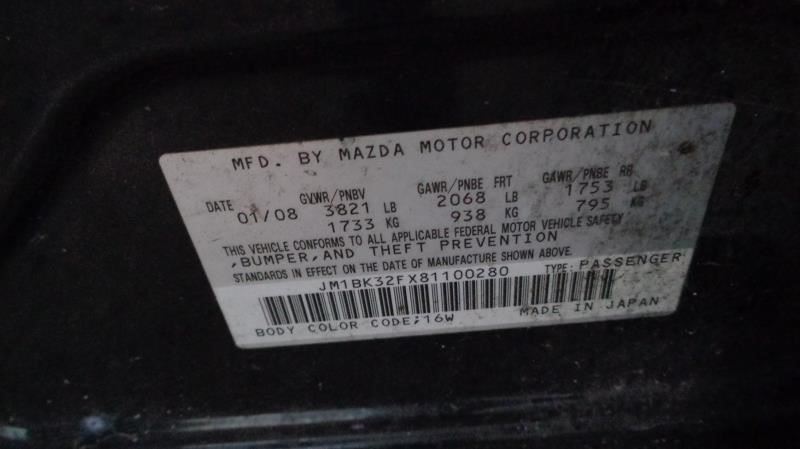 MFD. BY MAZDA MOTOR CORPORATION
DATE GVWR/PNBV GAWR/PNBE FRT GAWR/PNBE RR
01/08 3821 LB 2068 LB 1753 LB
1733 KG 938 KG 795 KG
THIS VEHICLE CONFORMS TO ALL APPLICABLE FEDERAL MOTOR VEHICLE SAFETY
,BUMPER,AND THEFT PREVENTION
STANDARDS IN EFFECT ON THE DATE OF MANUFACTURE SHOWN ABOVE.
JM1BK32FX81100280 TYPE: PASSENGER
BODY COLOR CODE;16W MADE IN JAPAN